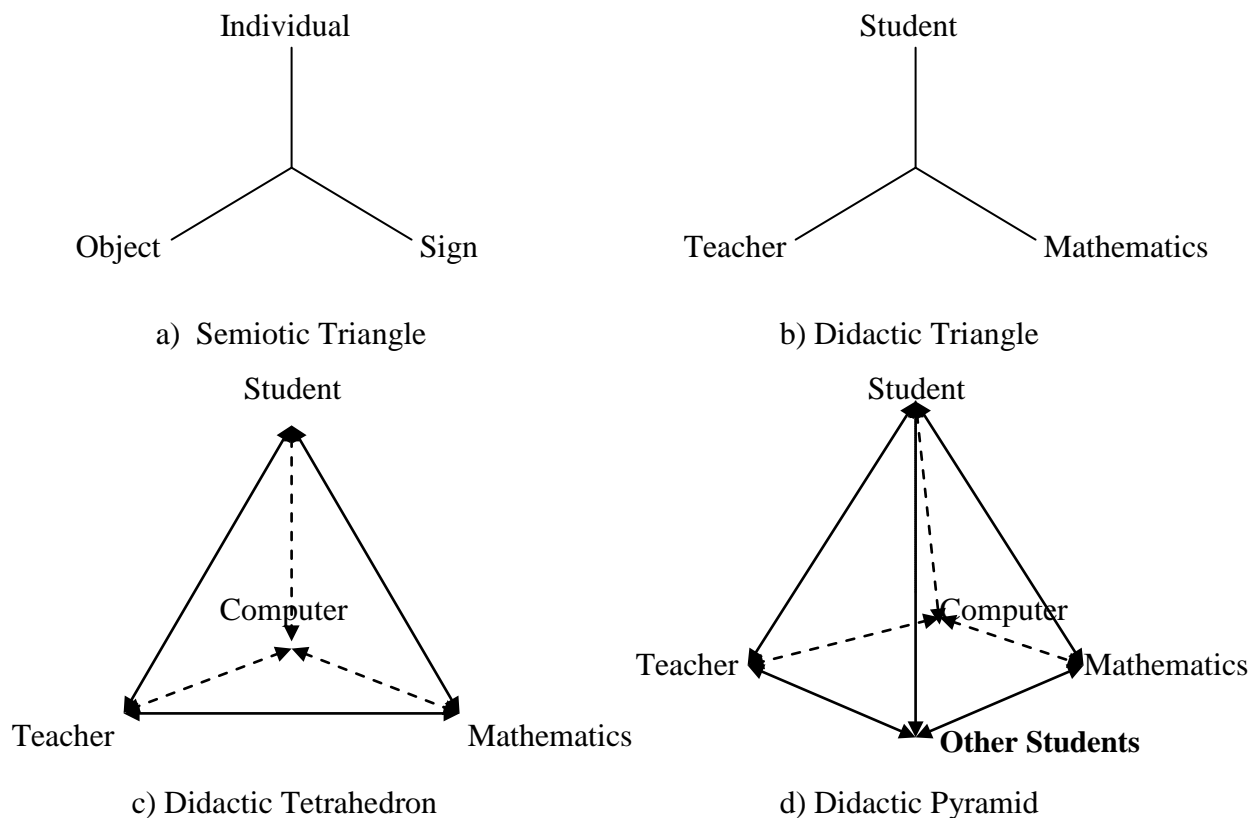 Individual
Object
Sign
a) Semiotic Triangle
Student
Teacher
Mathematics
b) Didactic Triangle
Student
Computer
Teacher
Mathematics
c) Didactic Tetrahedron
Student
Computer
Teacher
Mathematics
Other Students
d) Didactic Pyramid